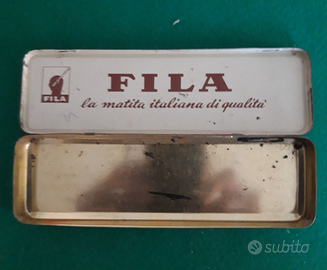 FILA
FILA
la matita italiana di qualità
subito